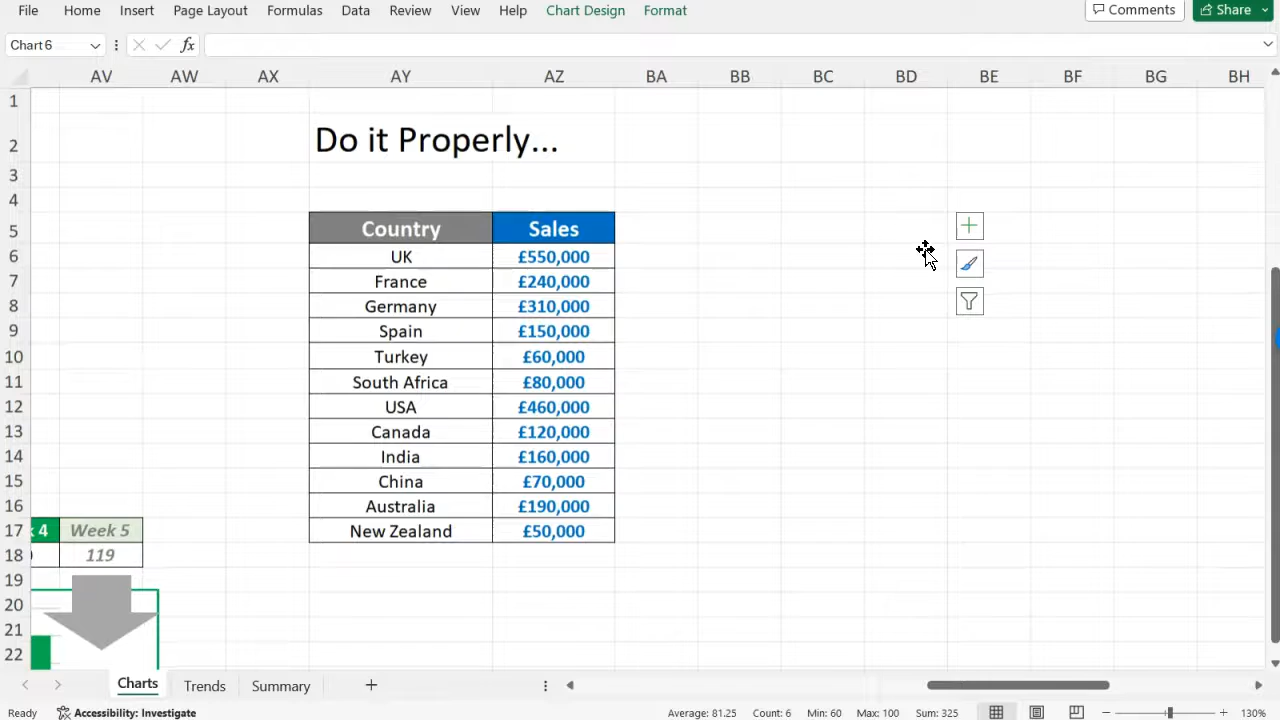 File Home Insert Page Layout Formulas Data Review View Help Chart Design Format Comments Share
Chart 6 fx
AV AW AX AY AZ BA BB BC BD BE BF BG BH
1
2 Do it Properly...
3
4
5 Country Sales
6 UK £550,000
7 France £240,000
8 Germany £310,000
9 Spain £150,000
10 Turkey £60,000
11 South Africa £80,000
12 USA £460,000
13 Canada £120,000
14 India £160,000
15 China £70,000
16 Australia £190,000
17 4 Week 5 New Zealand £50,000
18 119
19
20
21
22
Charts Trends Summary
Ready Accessibility: Investigate Average: 81.25 Count: 6 Min: 60 Max: 100 Sum: 325 130%